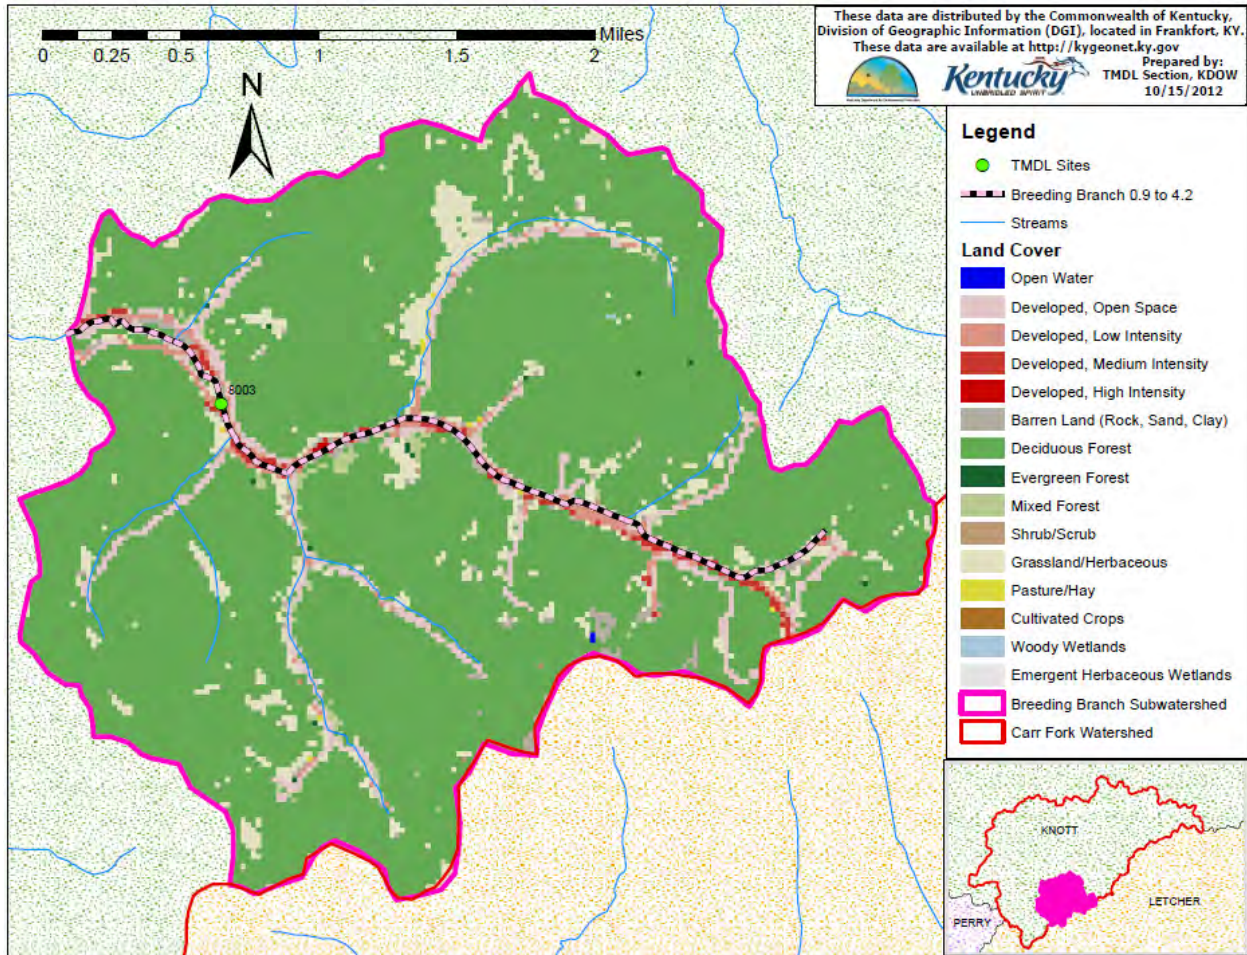 These data are distributed by the Commonwealth of Kentucky,
Division of Geographic Information (DGI), located in Frankfort, KY.
These data are available at http://kygeonet.ky.gov
Prepared by:
TMDL Section, KDOW
10/15/2012
Kentucky
UNBRIDLED SPIRIT
Miles
0 0.25 0.5 1 1.5 2
N
8003
Legend
TMDL Sites
Breeding Branch 0.9 to 4.2
Streams
Land Cover
Open Water
Developed, Open Space
Developed, Low Intensity
Developed, Medium Intensity
Developed, High Intensity
Barren Land (Rock, Sand, Clay)
Deciduous Forest
Evergreen Forest
Mixed Forest
Shrub/Scrub
Grassland/Herbaceous
Pasture/Hay
Cultivated Crops
Woody Wetlands
Emergent Herbaceous Wetlands
Breeding Branch Subwatershed
Carr Fork Watershed
KNOTT
LETCHER
PERRY